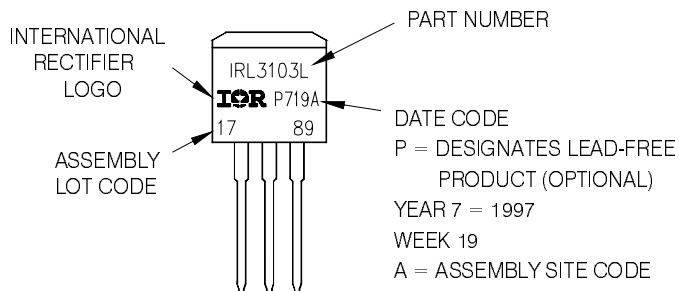 INTERNATIONAL
RECTIFIER
LOGO
PART NUMBER
IRL3103L
IOR P719A
17 89
ASSEMBLY
LOT CODE
DATE CODE
P = DESIGNATES LEAD-FREE
PRODUCT (OPTIONAL)
YEAR 7 = 1997
WEEK 19
A = ASSEMBLY SITE CODE